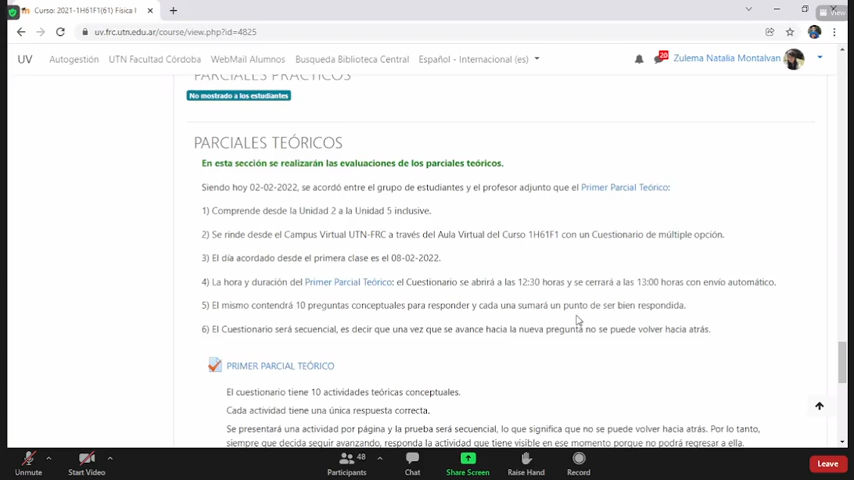 Curso: 2021-1H61F1(61) Física I
View
uv.frc.utn.edu.ar/course/view.php?id=4825
UV Autogestión UTN Facultad Córdoba WebMail Alumnos Busqueda Biblioteca Central Español - Internacional (es) 20 Zulema Natalia Montalvan
PARCIALES PRÁCTICOS
No mostrado a los estudiantes
PARCIALES TEÓRICOS
En esta sección se realizarán las evaluaciones de los parciales teóricos.
Siendo hoy 02-02-2022, se acordó entre el grupo de estudiantes y el profesor adjunto que el Primer Parcial Teórico:
1) Comprende desde la Unidad 2 a la Unidad 5 inclusive.
2) Se rinde desde el Campus Virtual UTN-FRC a través del Aula Virtual del Curso 1H61F1 con un Cuestionario de múltiple opción.
3) El día acordado desde el primera clase es el 08-02-2022.
4) La hora y duración del Primer Parcial Teórico: el Cuestionario se abrirá a las 12:30 horas y se cerrará a las 13:00 horas con envío automático.
5) El mismo contendrá 10 preguntas conceptuales para responder y cada una sumará un punto de ser bien respondida.
6) El Cuestionario será secuencial, es decir que una vez que se avance hacia la nueva pregunta no se puede volver hacia atrás.
PRIMER PARCIAL TEÓRICO
El cuestionario tiene 10 actividades teóricas conceptuales.
Cada actividad tiene una única respuesta correcta.
Se presentará una actividad por página y la prueba será secuencial, lo que significa que no se puede volver hacia atrás. Por lo tanto,
siempre que decida seguir avanzando, responda la actividad que tiene visible en ese momento porque no podrá regresar a ella.
48
Unmute Start Video Participants Chat Share Screen Raise Hand Record Leave